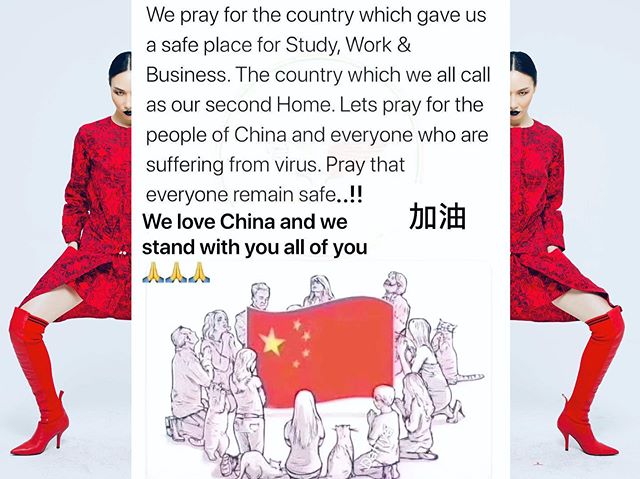 We pray for the country which gave us
a safe place for Study, Work &
Business. The country which we all call
as our second Home. Lets pray for the
people of China and everyone who are
suffering from virus. Pray that
everyone remain safe..!!
We love China and we
加油
stand with you all of you
🙏🙏🙏